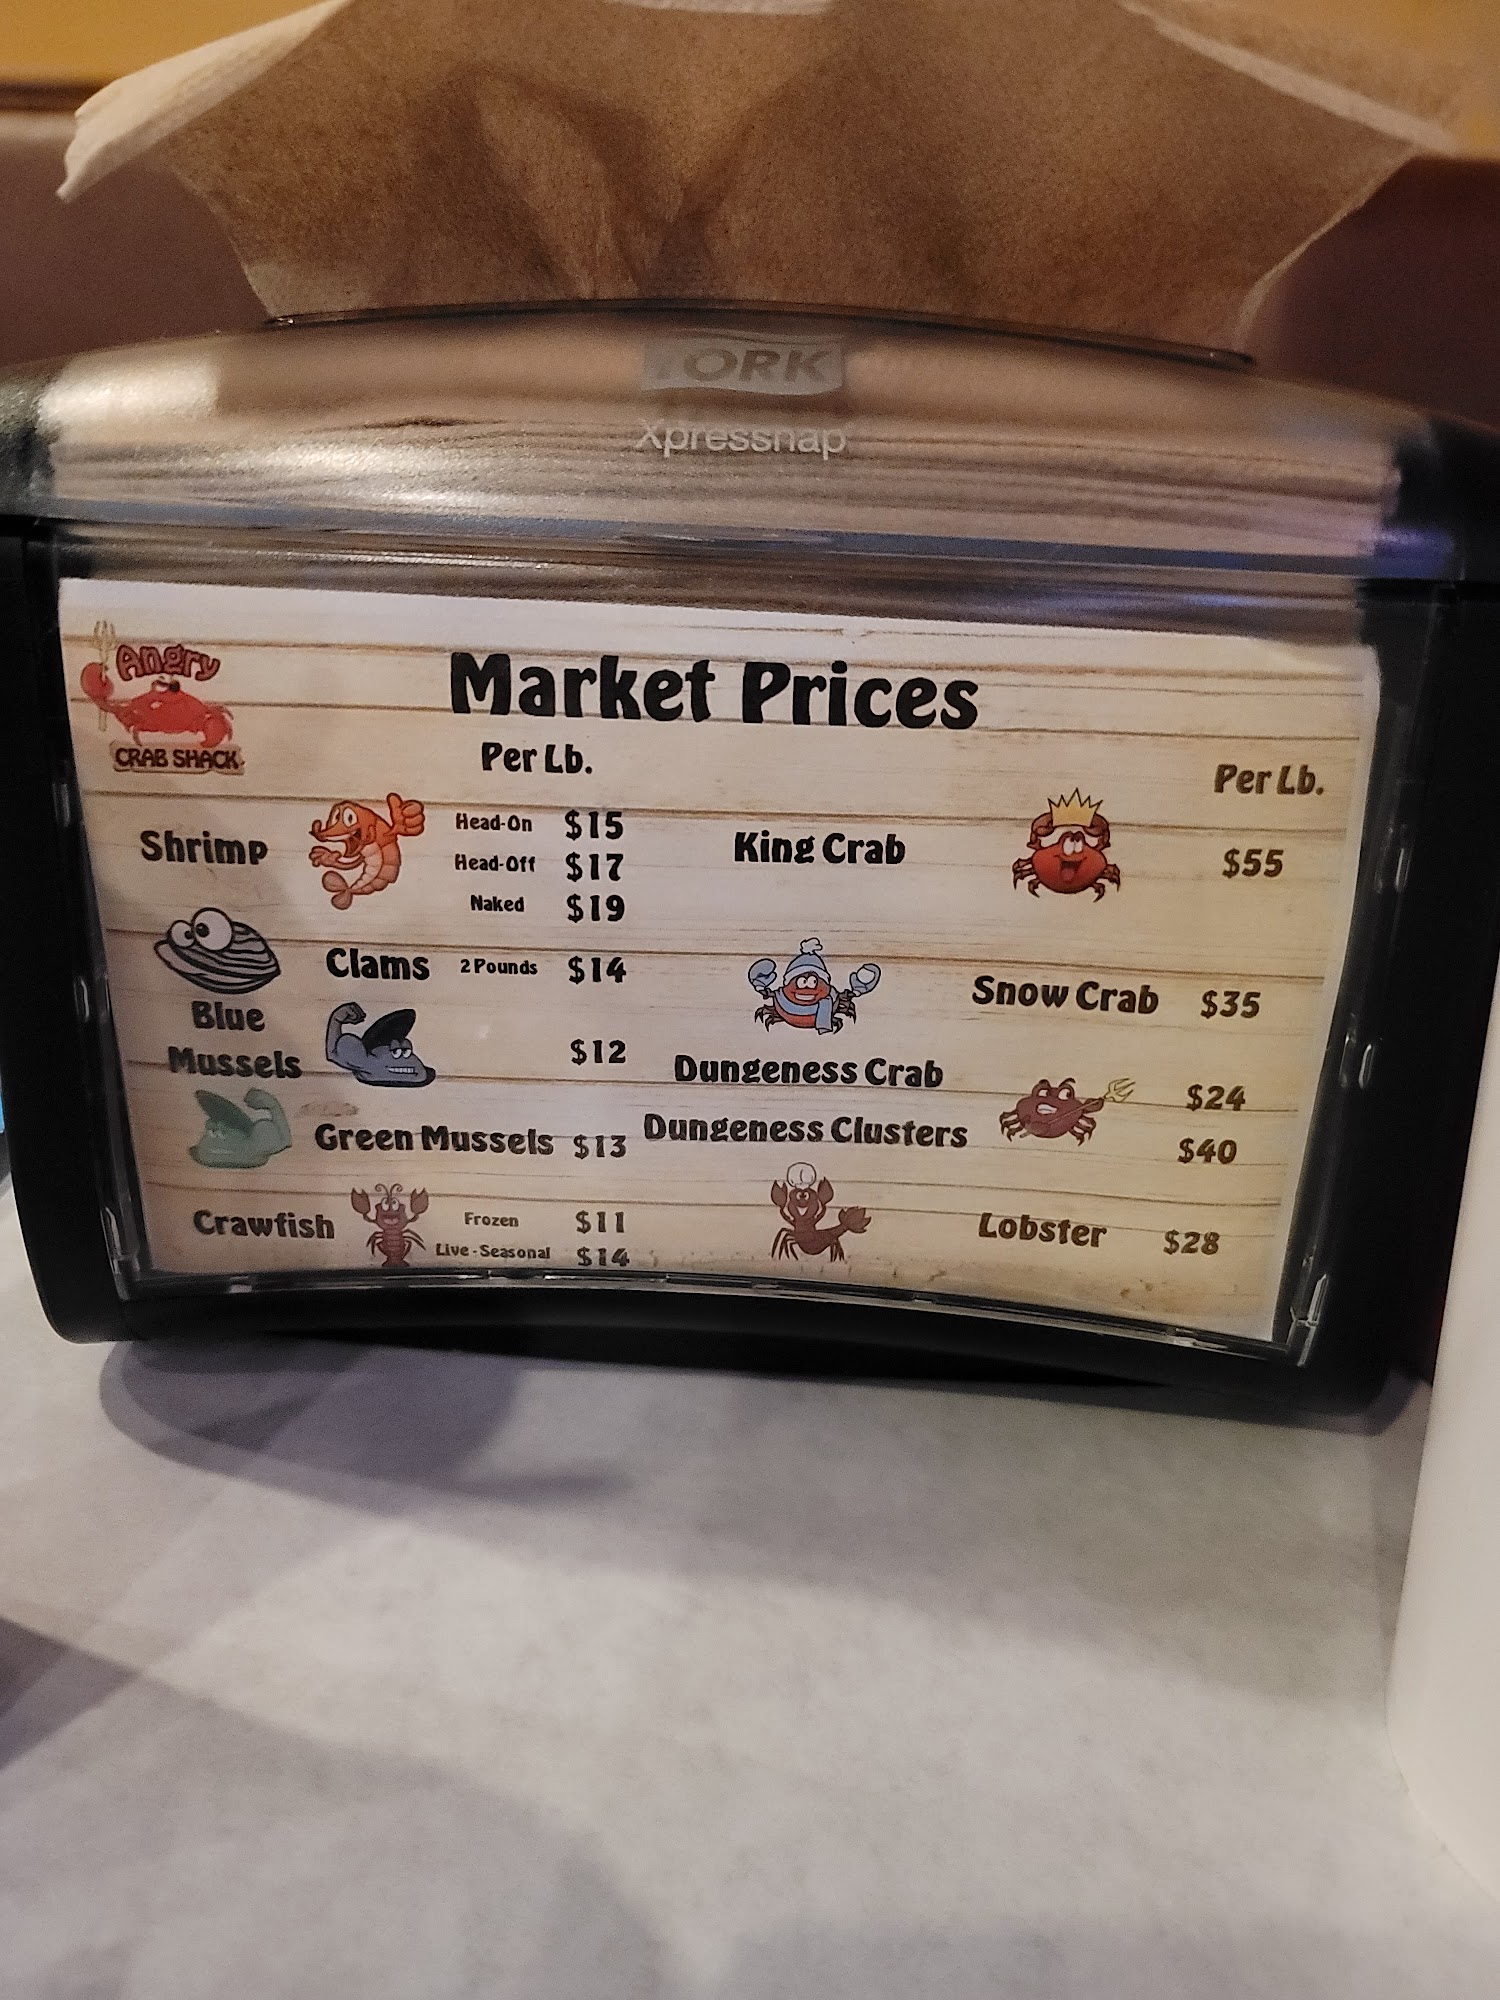 TORK
Xpressnap
Angry
CRAB SHACK
Market Prices
Per Lb.
Per Lb.
Shrimp Head-On $15
Head-Off $17
Naked $19
King Crab $55
Clams 2 Pounds $14
Snow Crab $35
Blue
Mussels $12
Dungeness Crab $24
Green Mussels $13
Dungeness Clusters $40
Crawfish Frozen $11
Live - Seasonal $14
Lobster $28